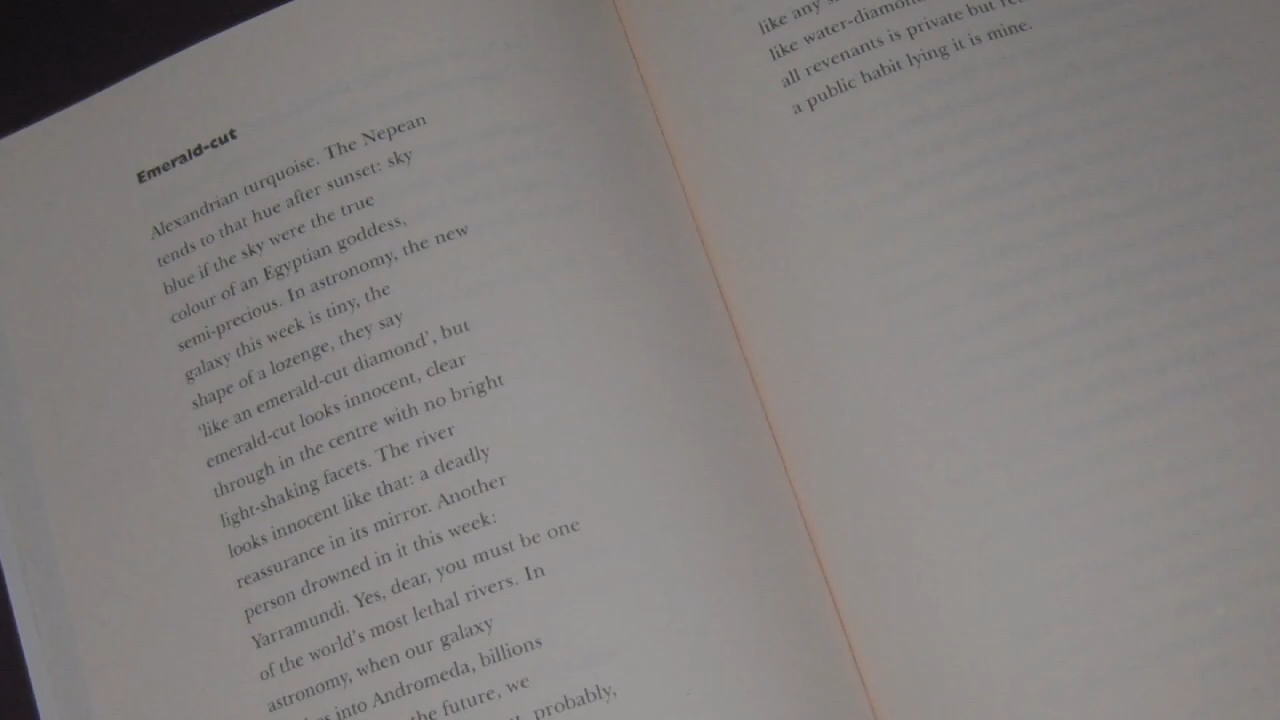 Emerald-cut
Alexandrian turquoise. The Nepean
tends to that hue after sunset: sky
blue if the sky were the true
colour of an Egyptian goddess,
semi-precious. In astronomy, the new
galaxy this week is tiny, the
shape of a lozenge, they say
‘like an emerald-cut diamond’, but
emerald-cut looks innocent, clear
through in the centre with no bright
light-shaking facets. The river
looks innocent like that: a deadly
reassurance in its mirror. Another
person drowned in it this week:
Yarramundi. Yes, dear, you must be one
of the world’s most lethal rivers. In
astronomy, when our galaxy
into Andromeda, billions
the future, we
probably,
like any
like
all revenants is private but
a public habit lying it is mine.